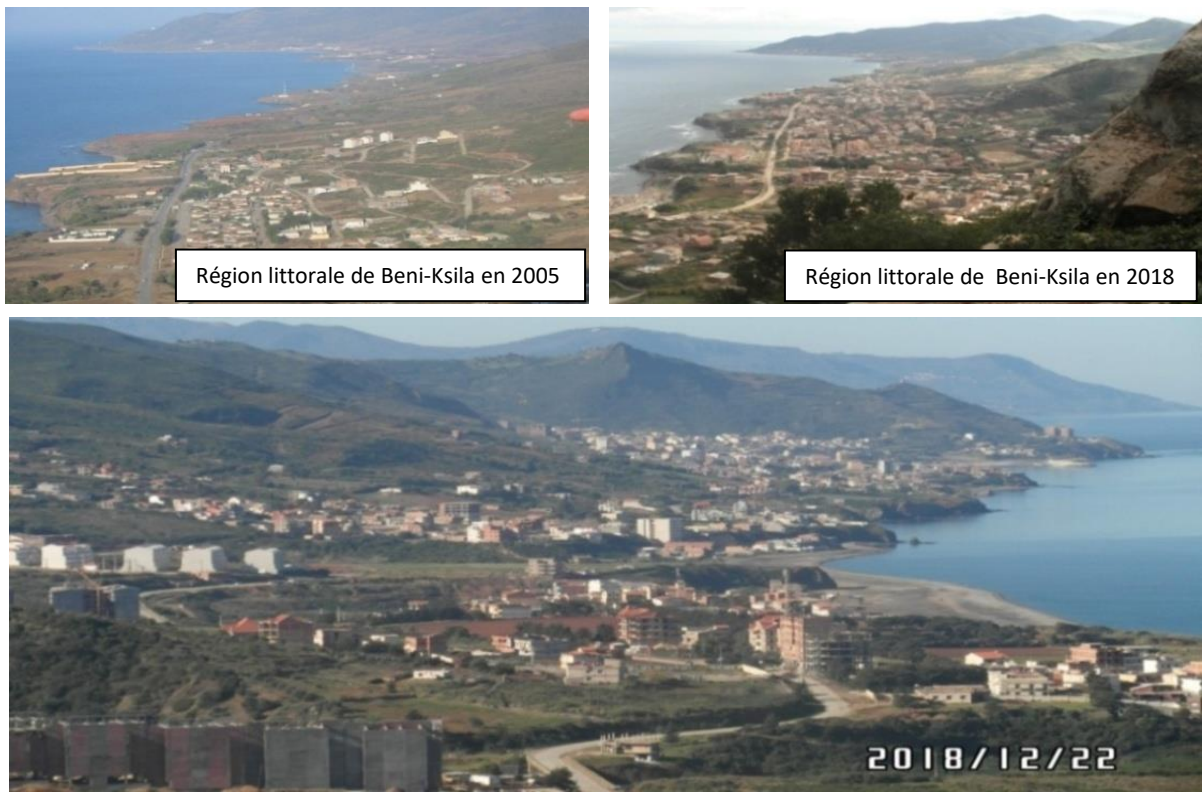 Région littorale de Beni-Ksila en 2005
Région littorale de Beni-Ksila en 2018
2018/12/22